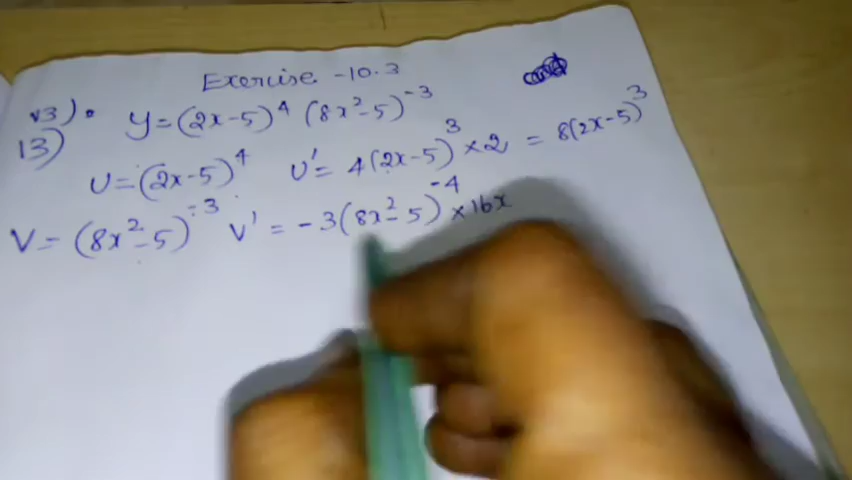 Exercise - 10.3
13) • y = (2x-5)^4 (8x^2-5)^-3
13)
U = (2x-5)^4 U' = 4(2x-5)^3 × 2 = 8(2x-5)^3
V = (8x^2-5)^-3 V' = -3(8x^2-5)^-4 × 16x